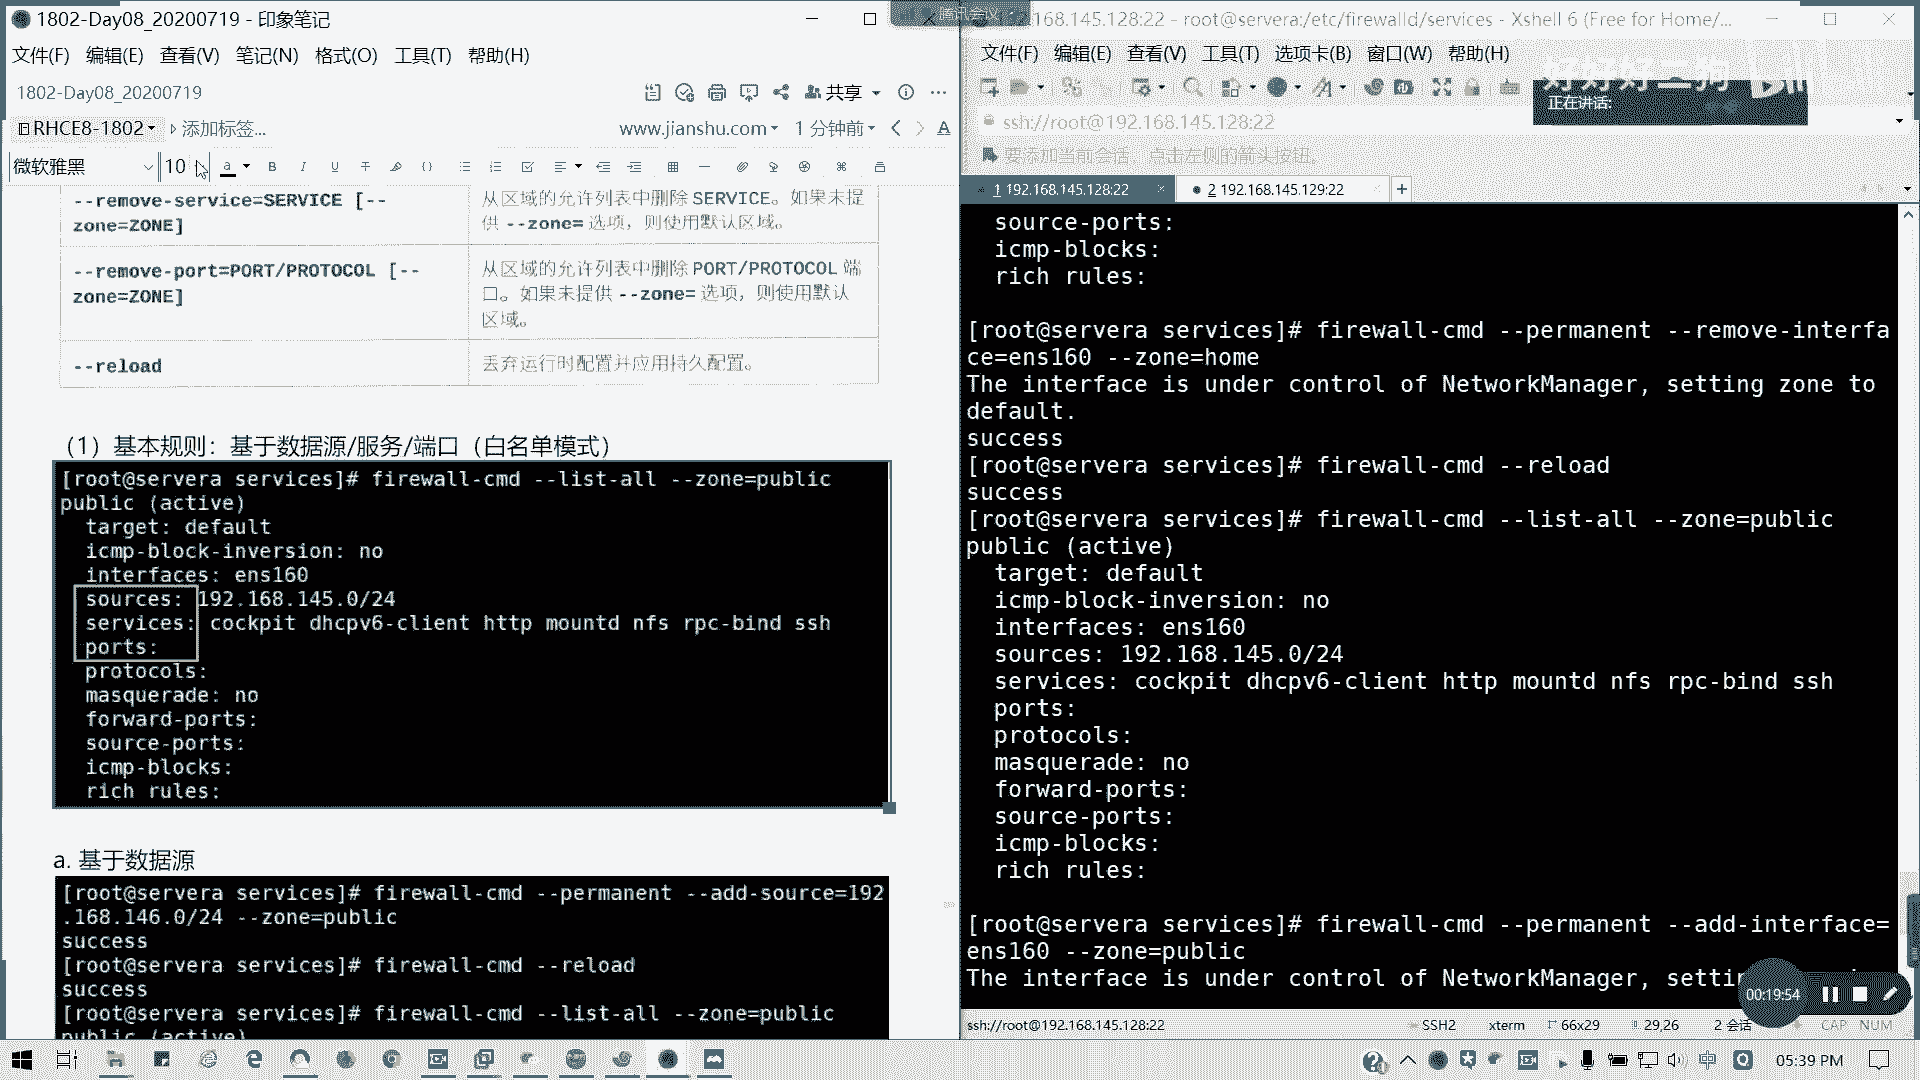 1802-Day08_20200719 - 印象笔记
文件(F) 编辑(E) 查看(V) 笔记(N) 格式(O) 工具(T) 帮助(H)
1802-Day08_20200719
共享
RHCE8-1802
添加标签...
www.jianshu.com
1 分钟前
微软雅黑
10
--remove-service=SERVICE [--
zone=ZONE]
从区域的允许列表中删除 SERVICE。如果未提
供 --zone= 选项，则使用默认区域。
--remove-port=PORT/PROTOCOL [--
zone=ZONE]
从区域的允许列表中删除 PORT/PROTOCOL 端
口。如果未提供 --zone= 选项，则使用默认
区域。
--reload
丢弃运行时配置并应用持久配置。
（1）基本规则：基于数据源/服务/端口（白名单模式）
[root@servera services]# firewall-cmd --list-all --zone=public
public (active)
target: default
icmp-block-inversion: no
interfaces: ens160
sources: 192.168.145.0/24
services: cockpit dhcpv6-client http mountd nfs rpc-bind ssh
ports:
protocols:
masquerade: no
forward-ports:
source-ports:
icmp-blocks:
rich rules:
a. 基于数据源
[root@servera services]# firewall-cmd --permanent --add-source=192
.168.146.0/24 --zone=public
success
[root@servera services]# firewall-cmd --reload
success
[root@servera services]# firewall-cmd --list-all --zone=public
public (active)
腾讯会议
.168.145.128:22 - root@servera:/etc/firewalld/services - Xshell 6 (Free for Home/...
文件(F) 编辑(E) 查看(V) 工具(T) 选项卡(B) 窗口(W) 帮助(H)
正在讲话:
ssh://root@192.168.145.128:22
要添加当前会话，点击左侧的箭头按钮。
1 192.168.145.128:22
2 192.168.145.129:22
source-ports:
icmp-blocks:
rich rules:
[root@servera services]# firewall-cmd --permanent --remove-interfa
ce=ens160 --zone=home
The interface is under control of NetworkManager, setting zone to
default.
success
[root@servera services]# firewall-cmd --reload
success
[root@servera services]# firewall-cmd --list-all --zone=public
public (active)
target: default
icmp-block-inversion: no
interfaces: ens160
sources: 192.168.145.0/24
services: cockpit dhcpv6-client http mountd nfs rpc-bind ssh
ports:
protocols:
masquerade: no
forward-ports:
source-ports:
icmp-blocks:
rich rules:
[root@servera services]# firewall-cmd --permanent --add-interface=
ens160 --zone=public
The interface is under control of NetworkManager, setti
00:19:54
ssh://root@192.168.145.128:22
SSH2
xterm
66x29
29,26
2 会话
CAP NUM
中
05:39 PM